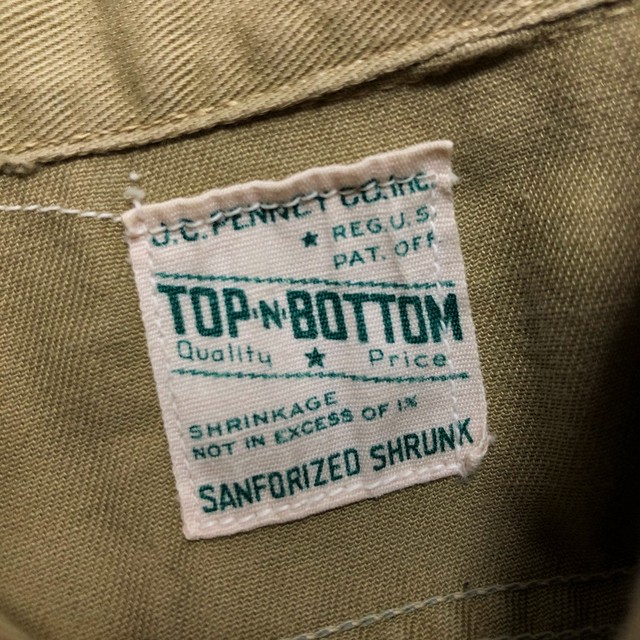 J.C. PENNEY CO. INC.
★ REG. U.S.
PAT. OFF
TOP·N·BOTTOM
Quality ★ Price
SHRINKAGE
NOT IN EXCESS OF 1%
SANFORIZED SHRUNK